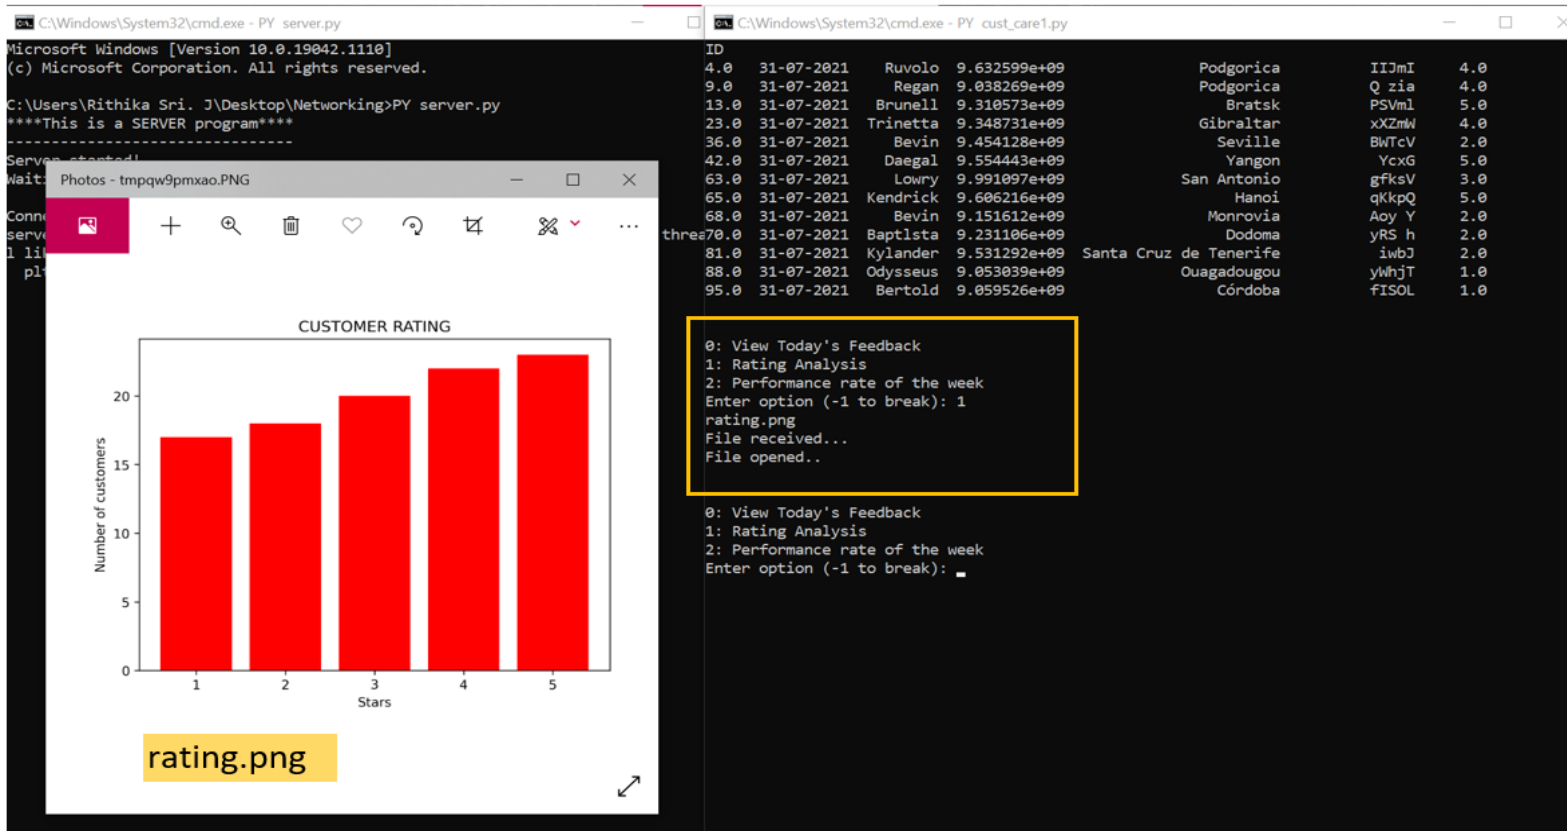 C:\Windows\System32\cmd.exe - PY server.py
Microsoft Windows [Version 10.0.19042.1110]
(c) Microsoft Corporation. All rights reserved.
C:\Users\Rithika Sri. J\Desktop\Networking>PY server.py
****This is a SERVER program****
--------------------------------
Server started!
Photos - tmpqw9pmxao.PNG
CUSTOMER RATING
Number of customers
20
15
10
5
0
1 2 3 4 5
Stars
rating.png
C:\Windows\System32\cmd.exe - PY cust_care1.py
ID
4.0 31-07-2021 Ruvolo 9.632599e+09 Podgorica IIJmI 4.0
9.0 31-07-2021 Regan 9.038269e+09 Podgorica Q zia 4.0
13.0 31-07-2021 Brunell 9.310573e+09 Bratsk PSVml 5.0
23.0 31-07-2021 Trinetta 9.348731e+09 Gibraltar xXZmW 4.0
36.0 31-07-2021 Bevin 9.454128e+09 Seville BWTcV 2.0
42.0 31-07-2021 Daegal 9.554443e+09 Yangon YcxG 5.0
63.0 31-07-2021 Lowry 9.991097e+09 San Antonio gfksV 3.0
65.0 31-07-2021 Kendrick 9.606216e+09 Hanoi qKkpQ 5.0
68.0 31-07-2021 Bevin 9.151612e+09 Monrovia Aoy Y 2.0
70.0 31-07-2021 Baptlsta 9.231106e+09 Dodoma yRS h 2.0
81.0 31-07-2021 Kylander 9.531292e+09 Santa Cruz de Tenerife iwbJ 2.0
88.0 31-07-2021 Odysseus 9.053039e+09 Ouagadougou yWhjT 1.0
95.0 31-07-2021 Bertold 9.059526e+09 Córdoba fISOL 1.0
0: View Today's Feedback
1: Rating Analysis
2: Performance rate of the week
Enter option (-1 to break): 1
rating.png
File received...
File opened..
0: View Today's Feedback
1: Rating Analysis
2: Performance rate of the week
Enter option (-1 to break):